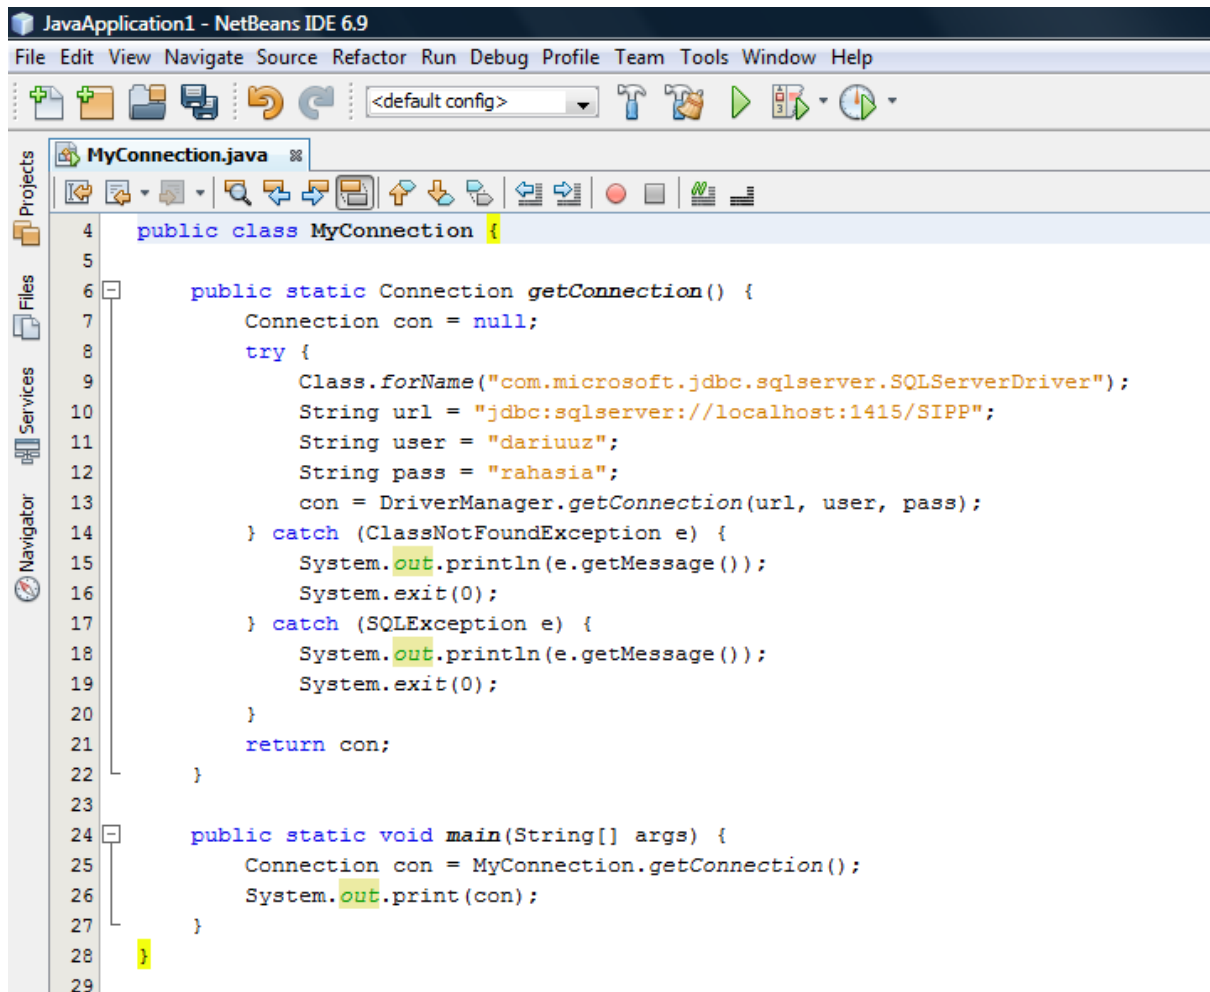 JavaApplication1 - NetBeans IDE 6.9
File Edit View Navigate Source Refactor Run Debug Profile Team Tools Window Help
<default config>
MyConnection.java
Projects
Files
Services
Navigator
4 public class MyConnection {
5
6 public static Connection getConnection() {
7 Connection con = null;
8 try {
9 Class.forName("com.microsoft.jdbc.sqlserver.SQLServerDriver");
10 String url = "jdbc:sqlserver://localhost:1415/SIPP";
11 String user = "dariuuz";
12 String pass = "rahasia";
13 con = DriverManager.getConnection(url, user, pass);
14 } catch (ClassNotFoundException e) {
15 System.out.println(e.getMessage());
16 System.exit(0);
17 } catch (SQLException e) {
18 System.out.println(e.getMessage());
19 System.exit(0);
20 }
21 return con;
22 }
23
24 public static void main(String[] args) {
25 Connection con = MyConnection.getConnection();
26 System.out.print(con);
27 }
28 }
29